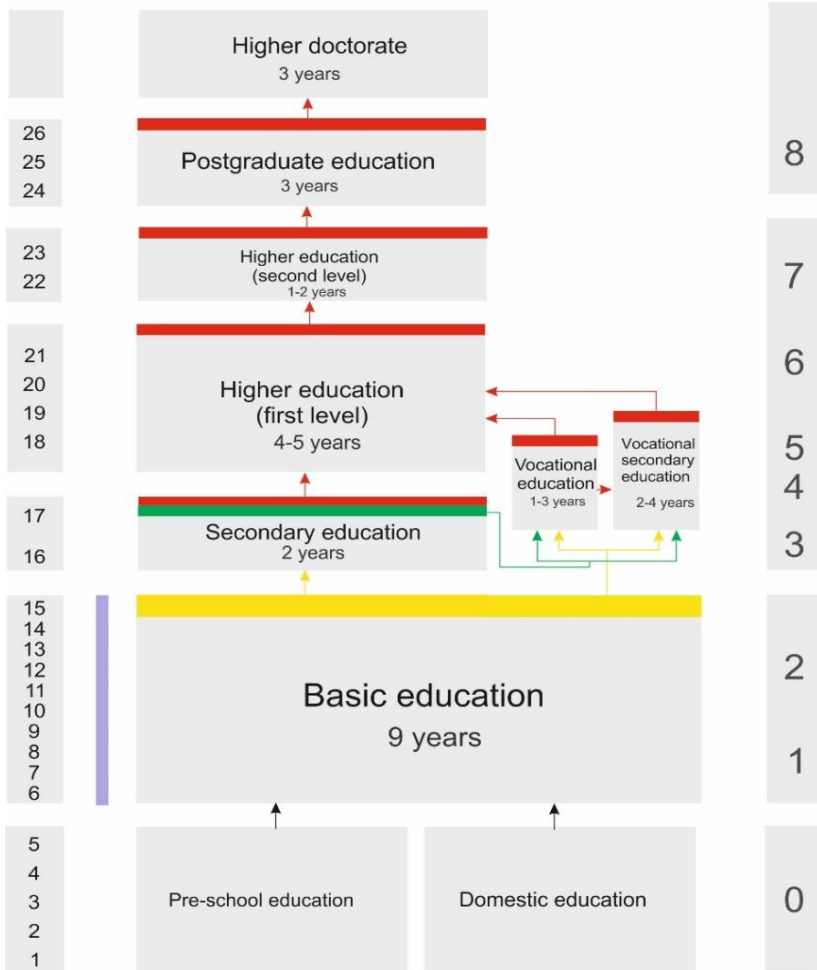 Higher doctorate
3 years
26
25
24
Postgraduate education
3 years
8
23
22
Higher education
(second level)
1-2 years
7
21
20
19
18
Higher education
(first level)
4-5 years
Vocational
education
1-3 years
Vocational
secondary
education
2-4 years
6
5
4
17
16
Secondary education
2 years
3
15
14
13
12
11
10
9
8
7
6
Basic education
9 years
2
1
5
4
3
2
1
Pre-school education
Domestic education
0